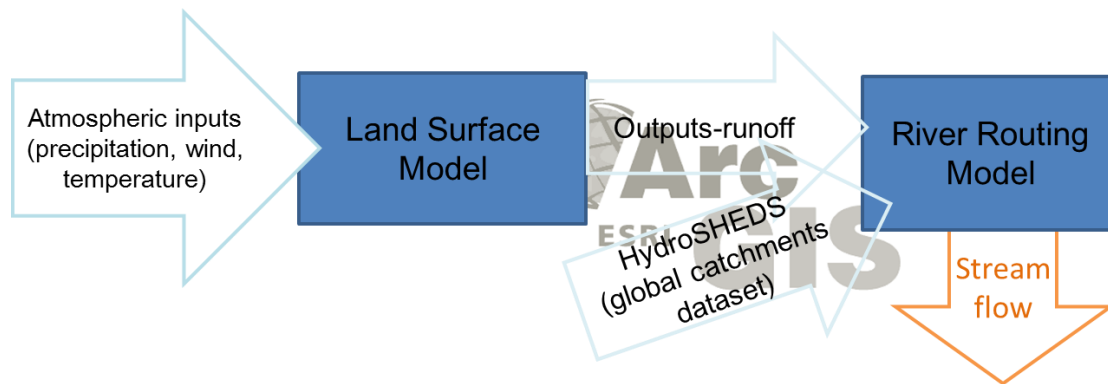 Atmospheric inputs
(precipitation, wind,
temperature)
Land Surface
Model
Outputs-runoff
River Routing
Model
Arc
ESRI
GIS
HydroSHEDS
(global catchments
dataset)
Stream
flow